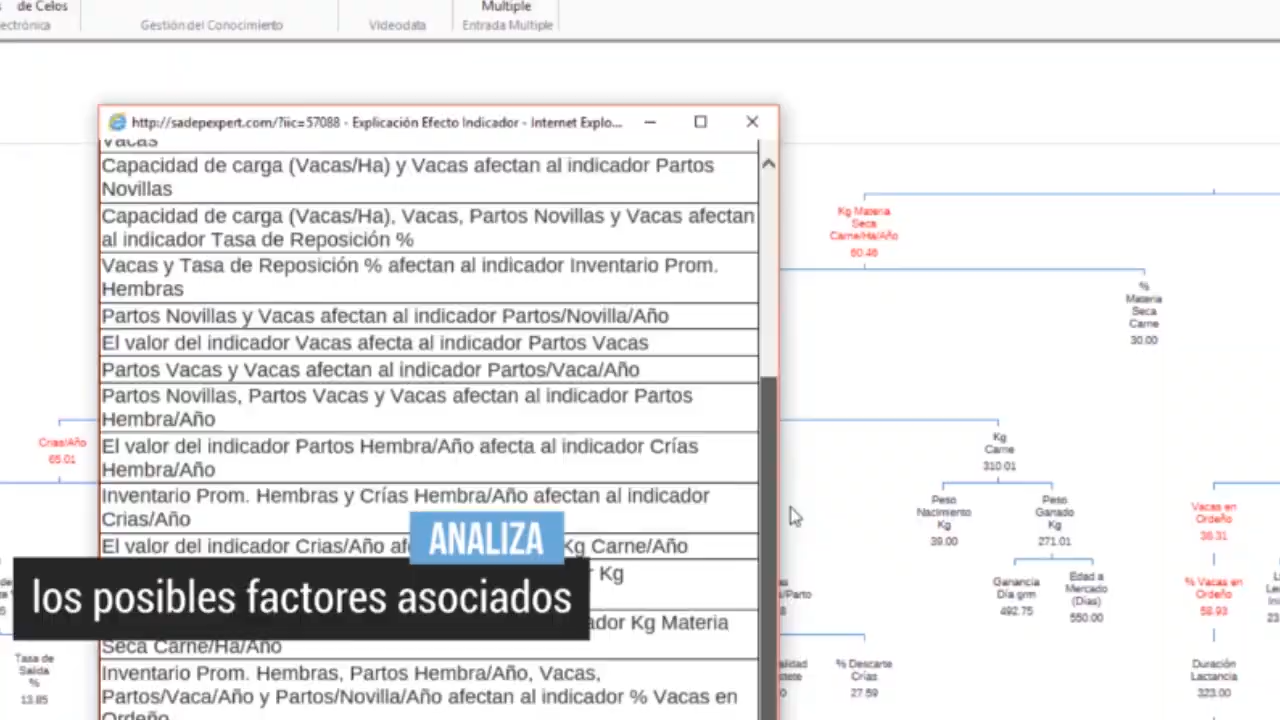 de Celos
Multiple
ectrónica
Gestión del Conocimiento
Videodata
Entrada Multiple
http://sadepexpert.com/?iic=57088 - Explicación Efecto Indicador - Internet Explo...
Vacas
Capacidad de carga (Vacas/Ha) y Vacas afectan al indicador Partos
Novillas
Capacidad de carga (Vacas/Ha), Vacas, Partos Novillas y Vacas afectan
al indicador Tasa de Reposición %
Vacas y Tasa de Reposición % afectan al indicador Inventario Prom.
Hembras
Partos Novillas y Vacas afectan al indicador Partos/Novilla/Año
El valor del indicador Vacas afecta al indicador Partos Vacas
Partos Vacas y Vacas afectan al indicador Partos/Vaca/Año
Partos Novillas, Partos Vacas y Vacas afectan al indicador Partos
Hembra/Año
El valor del indicador Partos Hembra/Año afecta al indicador Crías
Hembra/Año
Inventario Prom. Hembras y Crías Hembra/Año afectan al indicador
Crias/Año
El valor del indicador Crias/Año
Kg Carne/Año
Kg
Kg Materia
Seca Carne/Ha/Año
Inventario Prom. Hembras, Partos Hembra/Año, Vacas,
Partos/Vaca/Año y Partos/Novilla/Año afectan al indicador % Vacas en
Ordeño
ANALIZA
los posibles factores asociados
Kg Materia
Seca
Carne/Ha/Año
60.46
%
Materia
Seca
Carne
30.00
Crias/Año
65.01
Kg
Carne
310.01
Peso
Nacimiento
Kg
39.00
Peso
Ganado
Kg
271.01
Ganancia
Día grm
492.75
Edad a
Mercado
(Días)
550.00
Vacas en
Ordeño
38.31
% Vacas en
Ordeño
58.93
Duración
Lactancia
323.00
/Parto
% Descarte
Crías
27.59
Tasa de
Salida
%
13.85